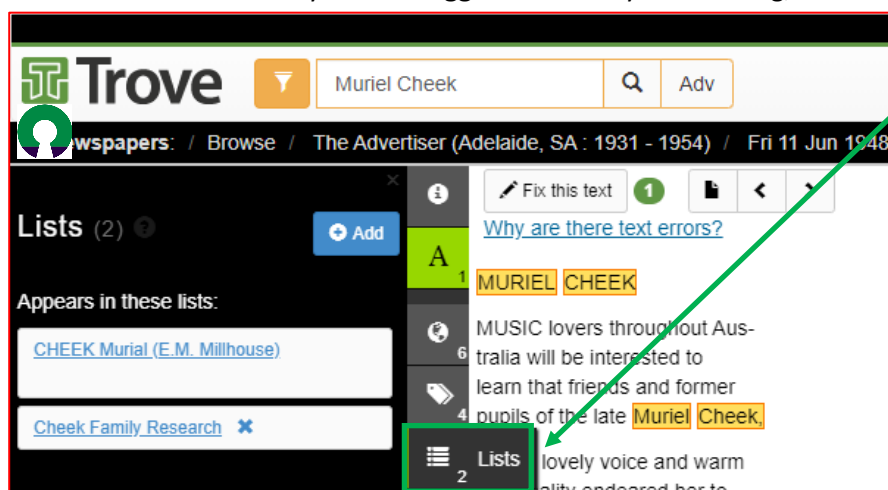 Trove
Muriel Cheek
Adv
wspapers: / Browse / The Advertiser (Adelaide, SA : 1931 - 1954) / Fri 11 Jun 1948
Lists (2)
Add
Appears in these lists:
CHEEK Murial (E.M. Millhouse)
Cheek Family Research
A
1
6
4
Lists
2
Fix this text 1
Why are there text errors?
MURIEL CHEEK
MUSIC lovers throughout Aus-
tralia will be interested to
learn that friends and former
pupils of the late Muriel Cheek,
lovely voice and warm